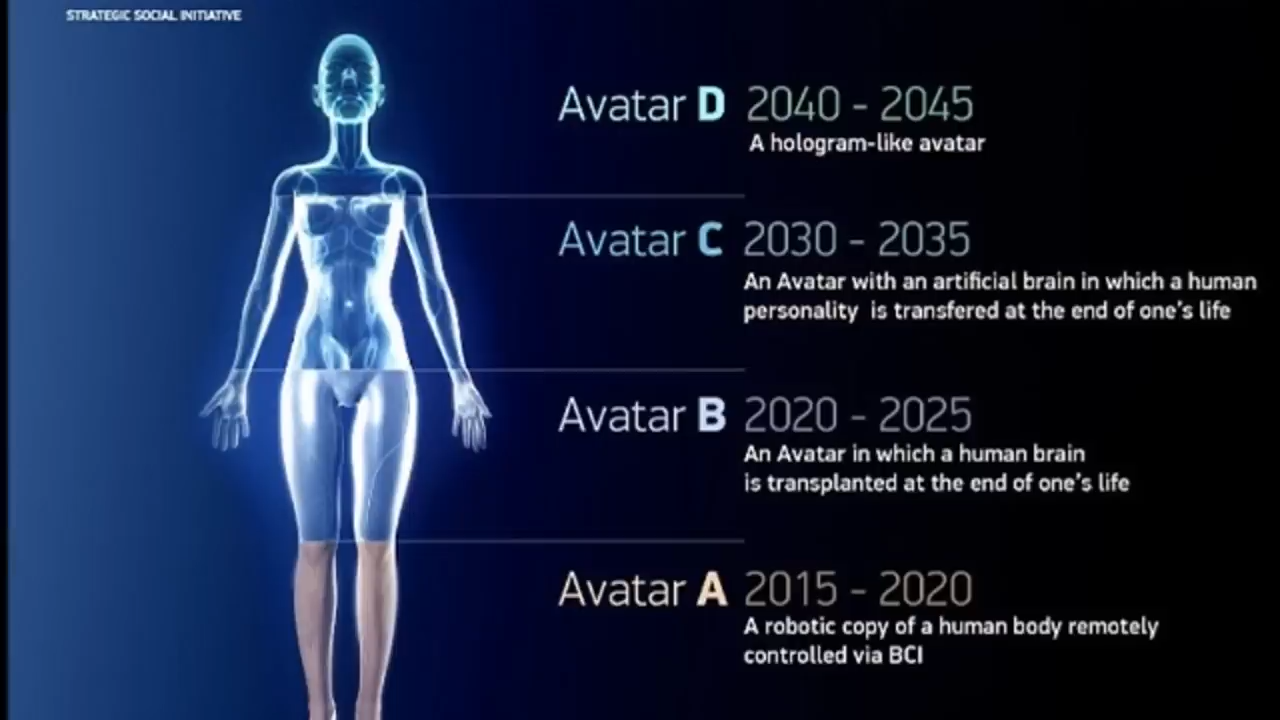 STRATEGIC SOCIAL INITIATIVE
Avatar D 2040 - 2045
A hologram-like avatar
Avatar C 2030 - 2035
An Avatar with an artificial brain in which a human
personality is transfered at the end of one's life
Avatar B 2020 - 2025
An Avatar in which a human brain
is transplanted at the end of one's life
Avatar A 2015 - 2020
A robotic copy of a human body remotely
controlled via BCI